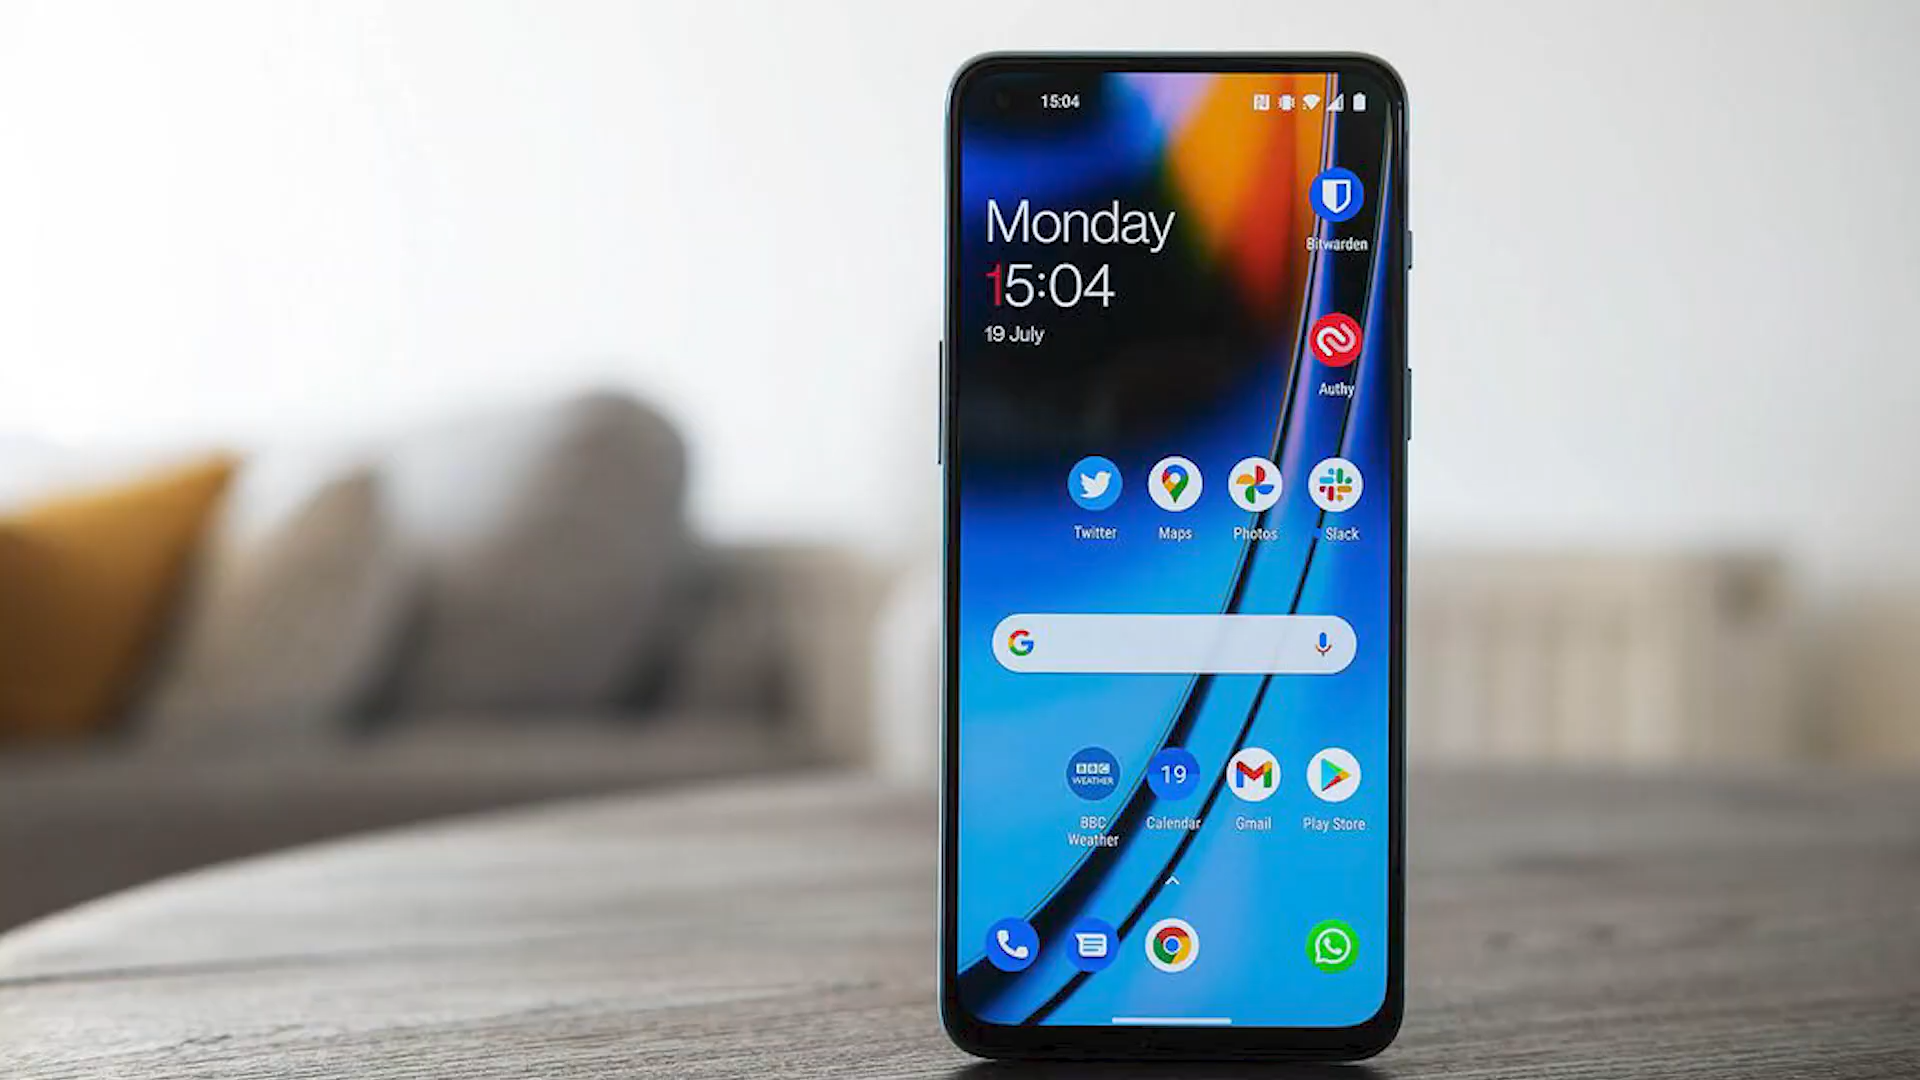 15:04
Monday
15:04
19 July
Bitwarden
Authy
Twitter Maps Photos Slack
G
BBC
WEATHER
19
BBC
Weather
Calendar Gmail Play Store